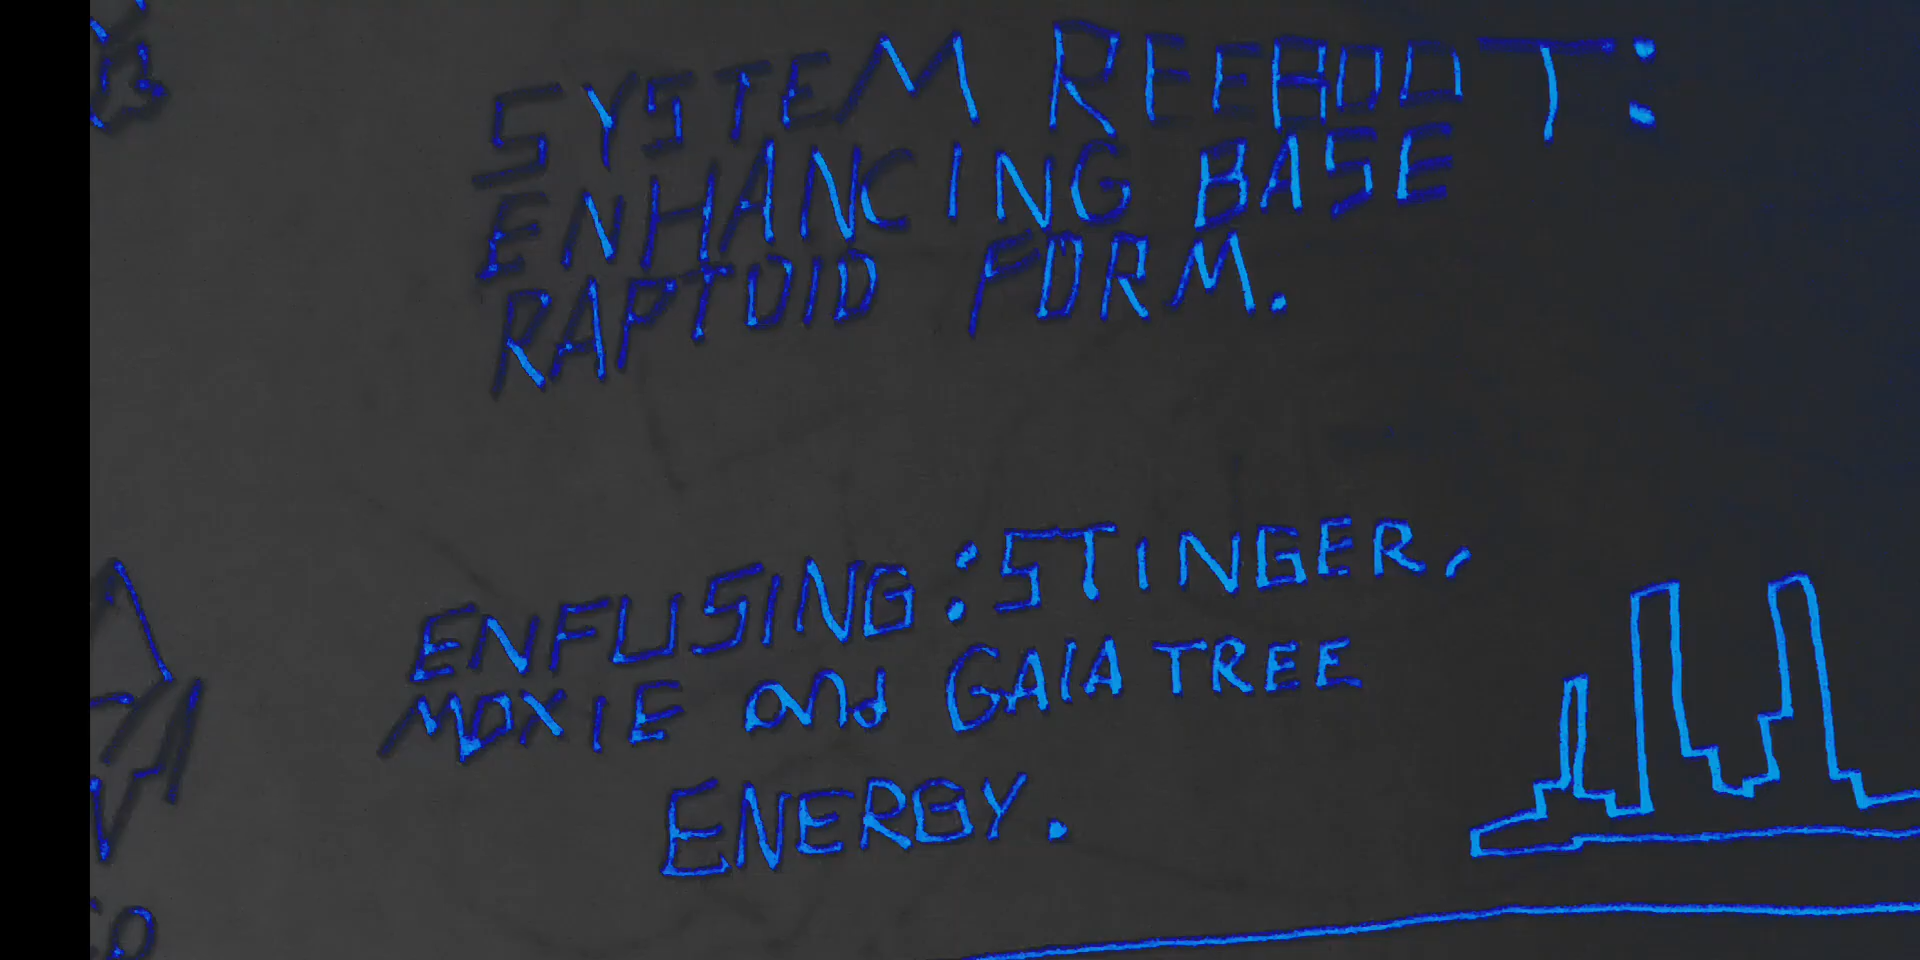 SYSTEM REEBOOT:
ENHANCING BASE
RAPTOID FORM.
ENFUSING: STINGER,
MOXIE and GAIA TREE
ENERGY.